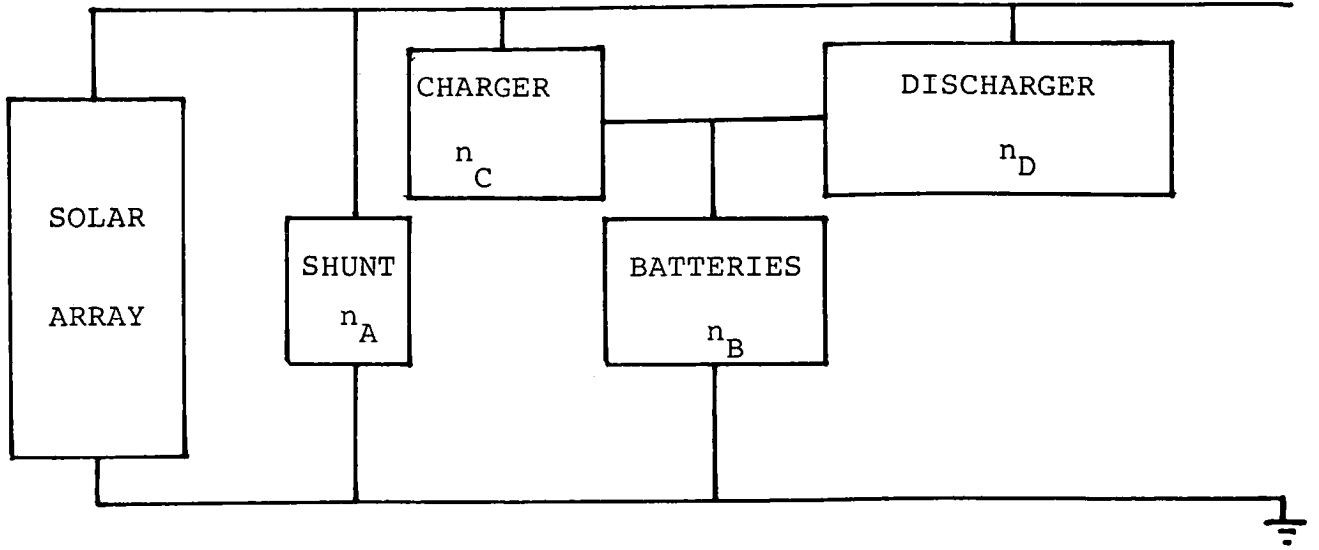 SOLAR
ARRAY
SHUNT
n_A
CHARGER
n_C
BATTERIES
n_B
DISCHARGER
n_D